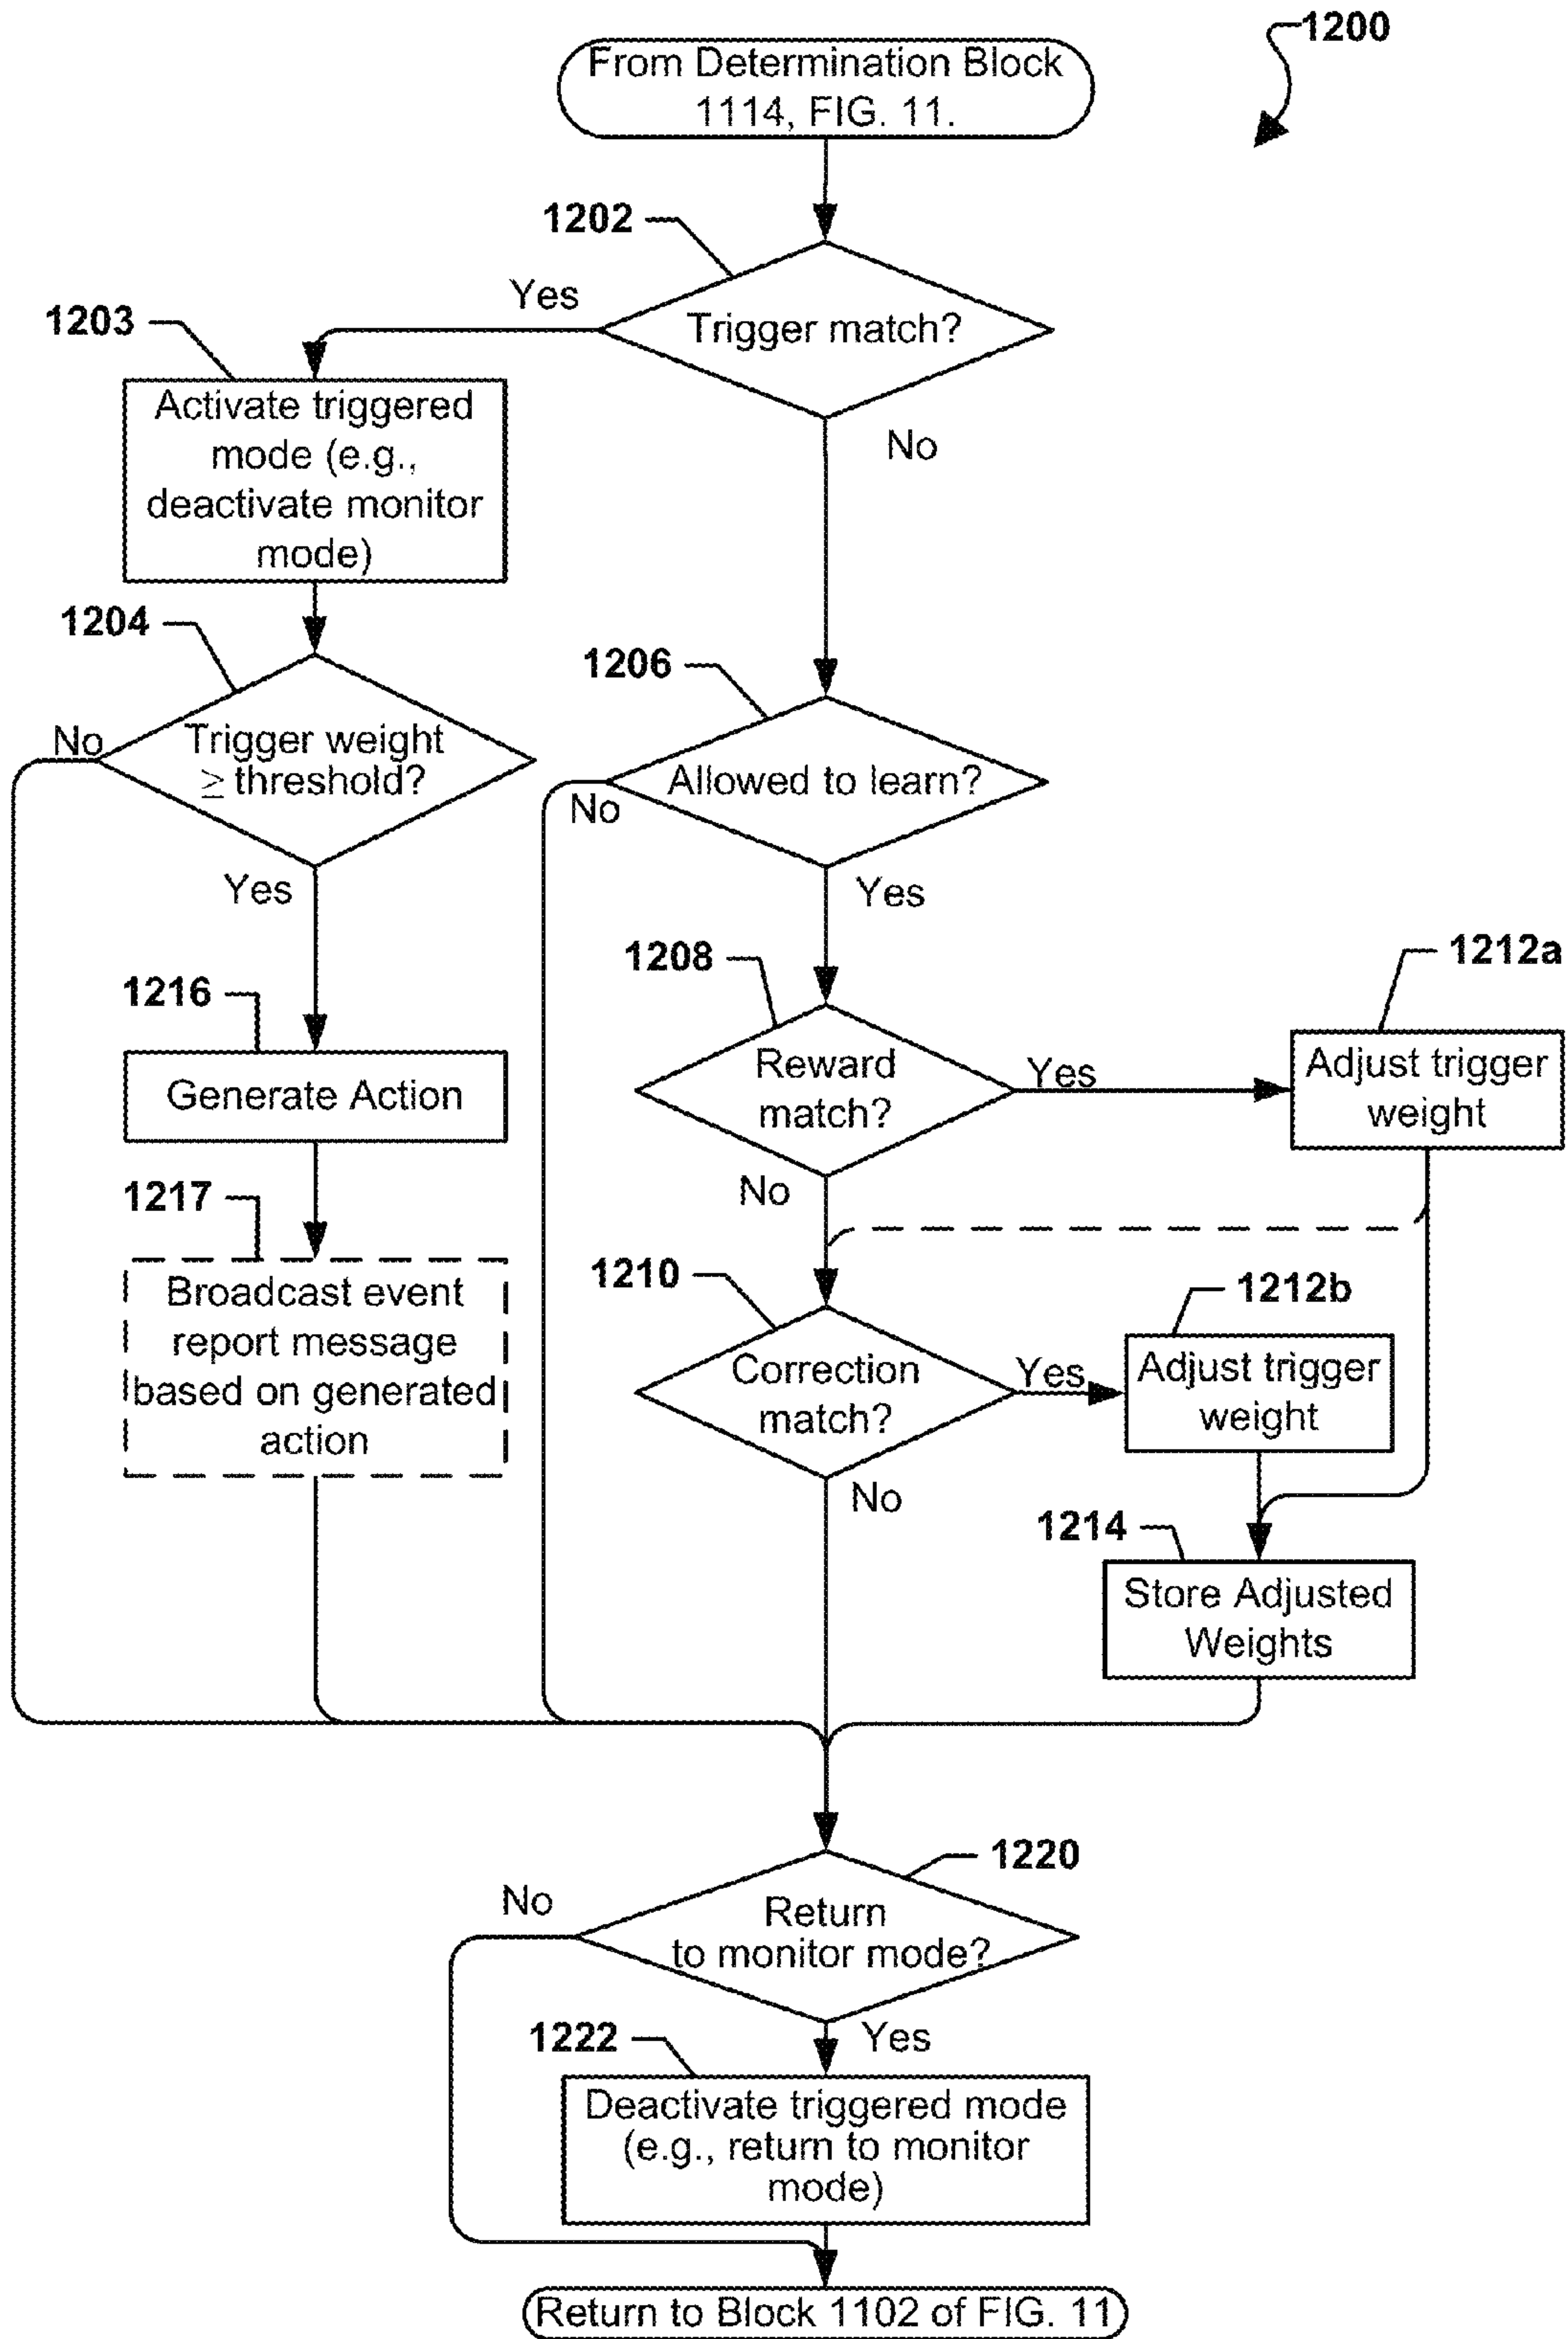 1200
From Determination Block
1114, FIG. 11.
1202
Yes
Trigger match?
1203
Activate triggered
mode (e.g.,
deactivate monitor
mode)
No
1204
1206
No
Trigger weight
≥ threshold?
Allowed to learn?
No
Yes
Yes
1208
1212a
1216
Reward
match?
Yes
Adjust trigger
weight
Generate Action
1217
No
Broadcast event
report message
based on generated
action
1210
1212b
Correction
match?
Yes
Adjust trigger
weight
No
1214
Store Adjusted
Weights
1220
No
Return
to monitor mode?
1222
Yes
Deactivate triggered mode
(e.g., return to monitor
mode)
Return to Block 1102 of FIG. 11